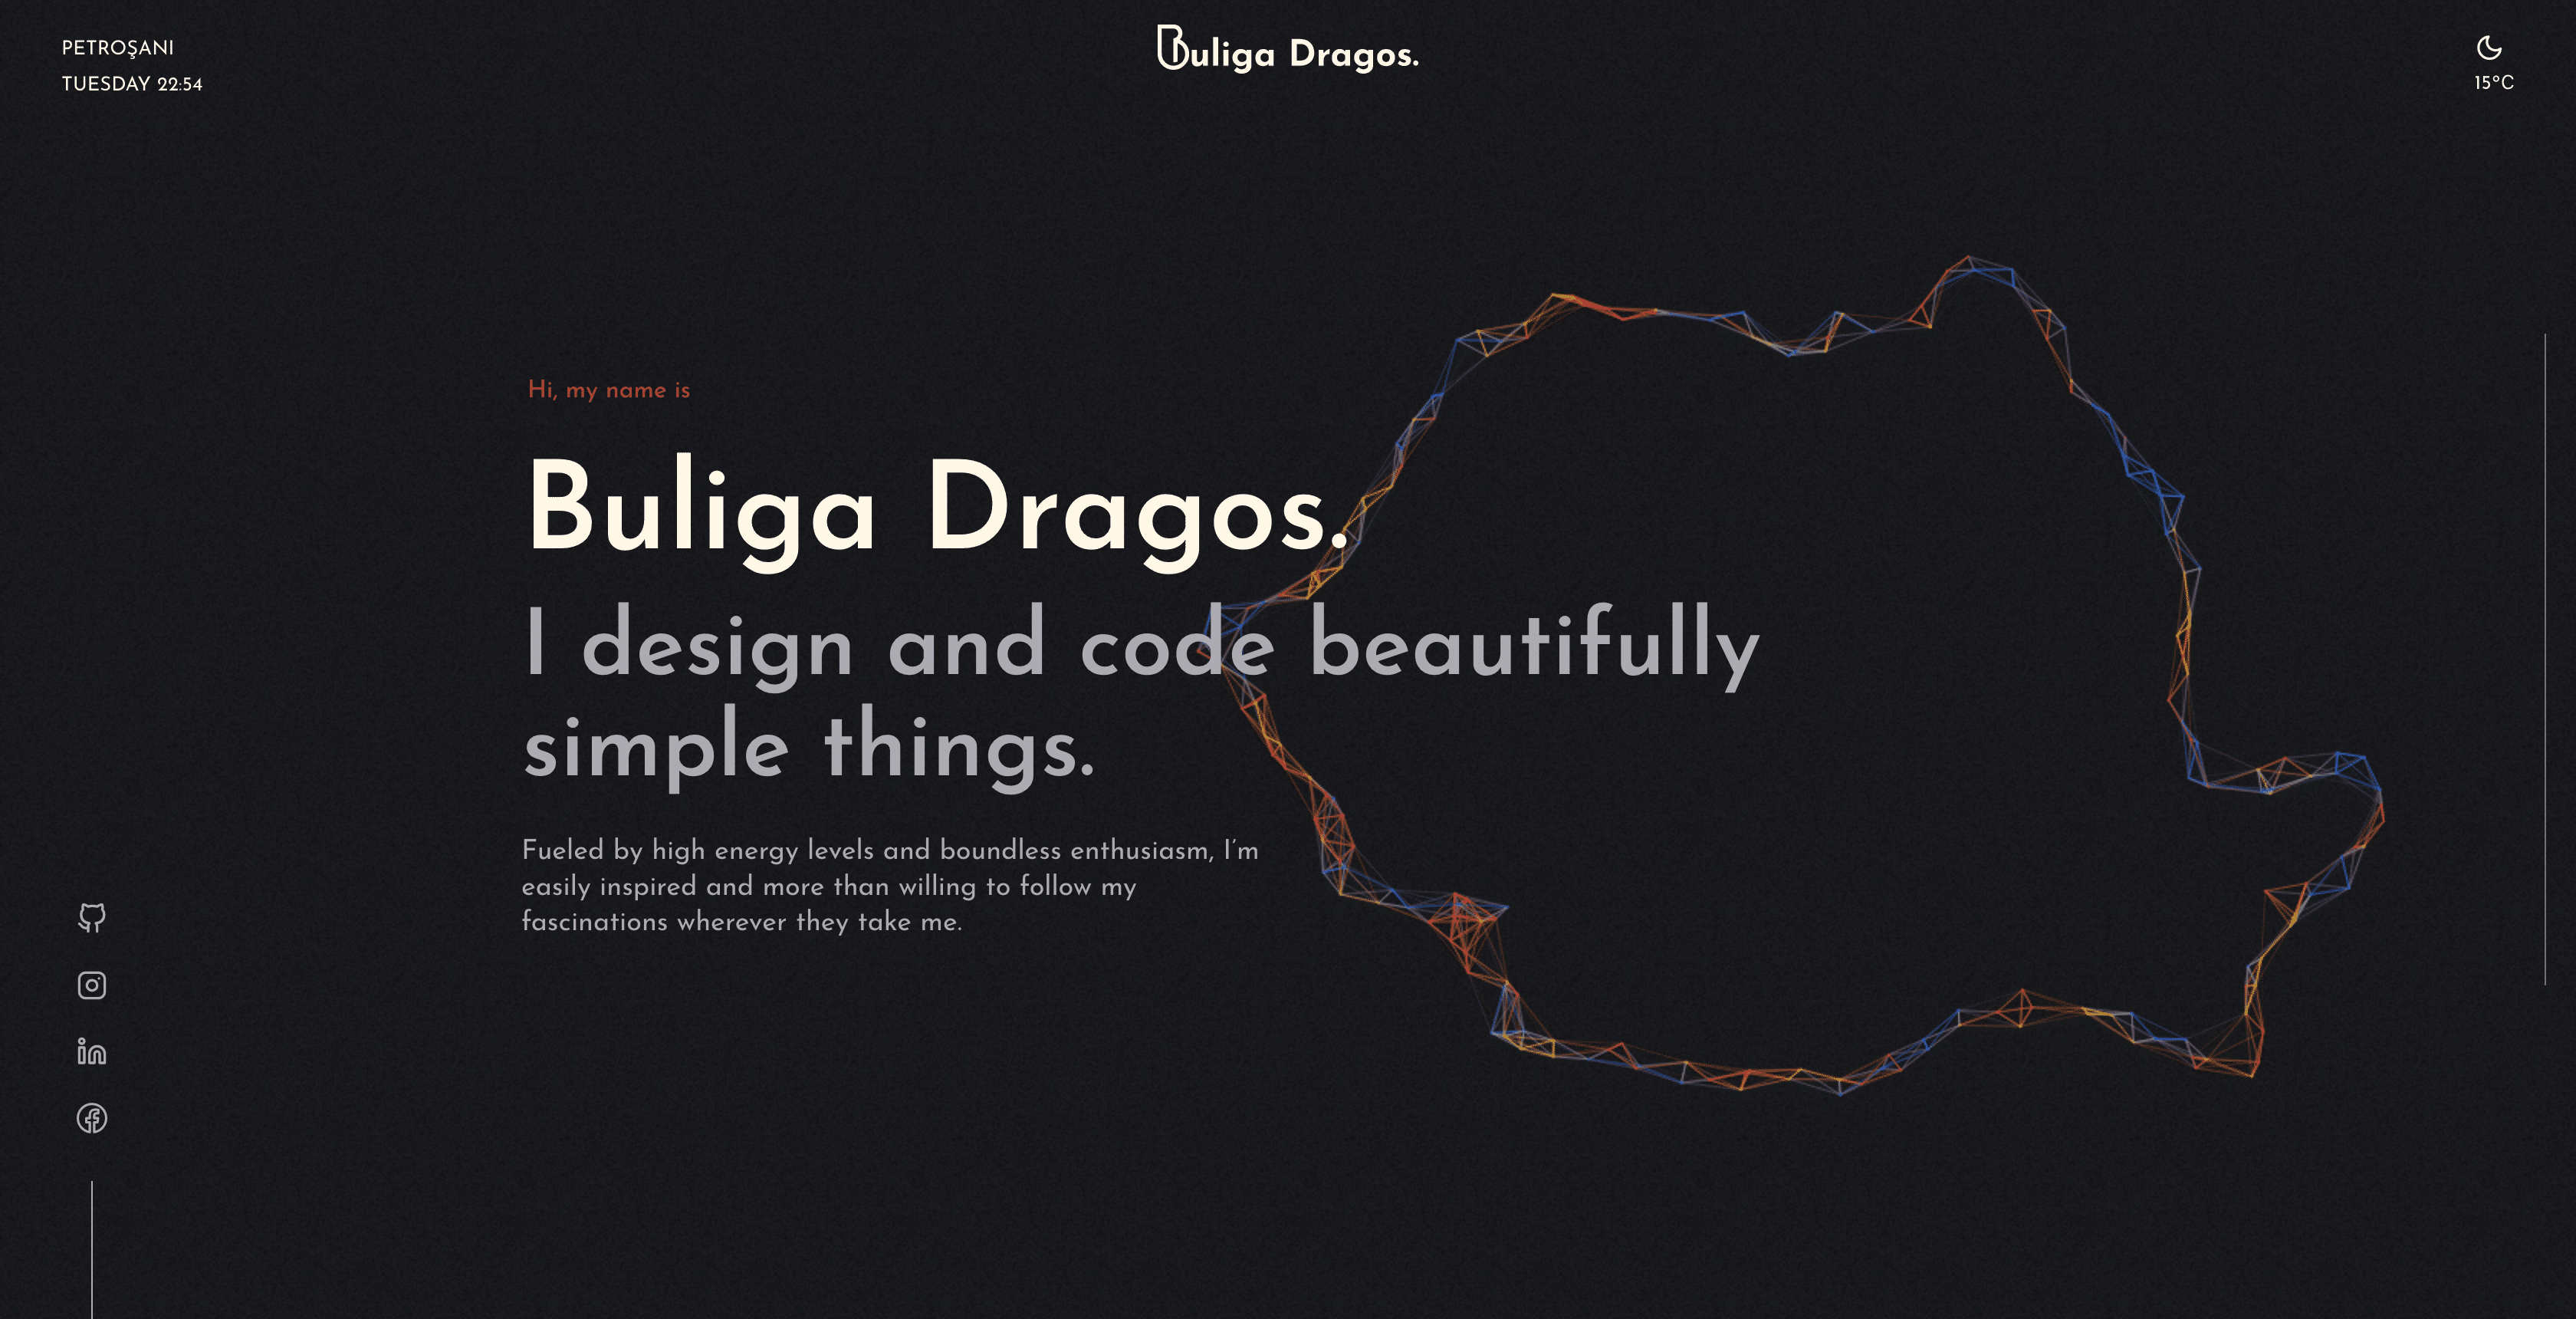 PETROŞANI
TUESDAY 22:54
Buliga Dragos.
15°C
Hi, my name is
Buliga Dragos.
I design and code beautifully
simple things.
Fueled by high energy levels and boundless enthusiasm, I’m
easily inspired and more than willing to follow my
fascinations wherever they take me.